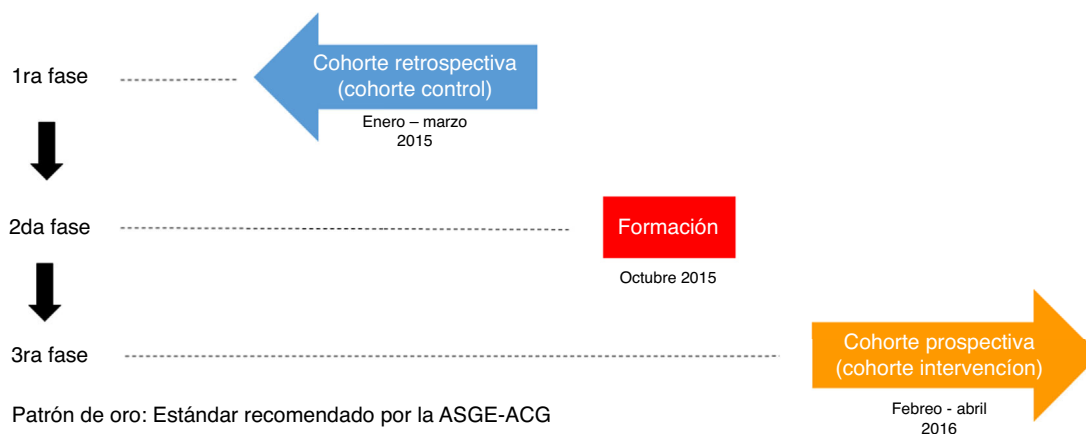 1ra fase
Cohorte retrospectiva
(cohorte control)
Enero – marzo
2015
2da fase
Formación
Octubre 2015
3ra fase
Cohorte prospectiva
(cohorte intervencíon)
Febreo - abril
2016
Patrón de oro: Estándar recomendado por la ASGE-ACG